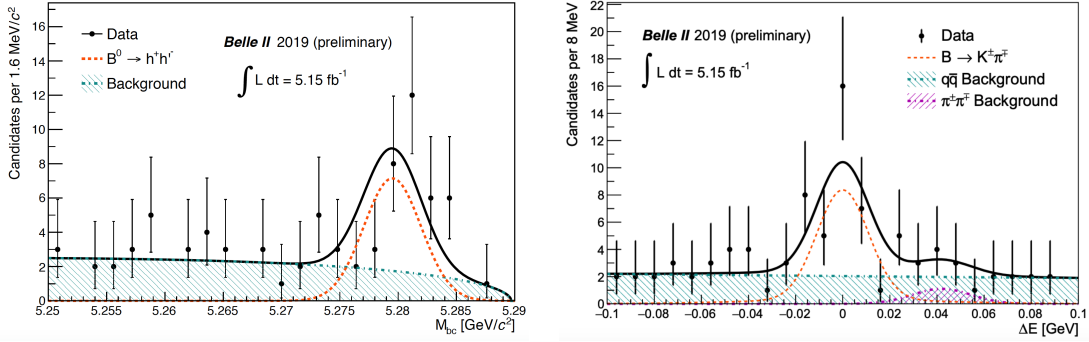 Candidates per 1.6 MeV/c²
16
14
12
10
8
6
4
2
0
Data
B⁰ → h⁺h'⁻
Background
Belle II 2019 (preliminary)
∫ L dt = 5.15 fb⁻¹
5.25 5.255 5.26 5.265 5.27 5.275 5.28 5.285 5.29
M_bc [GeV/c²]
Candidates per 8 MeV
22
20
18
16
14
12
10
8
6
4
2
0
Belle II 2019 (preliminary)
∫ L dt = 5.15 fb⁻¹
Data
B → K±π∓
qq̅ Background
π±π∓ Background
−0.1 −0.08 −0.06 −0.04 −0.02 0 0.02 0.04 0.06 0.08 0.1
ΔE [GeV]